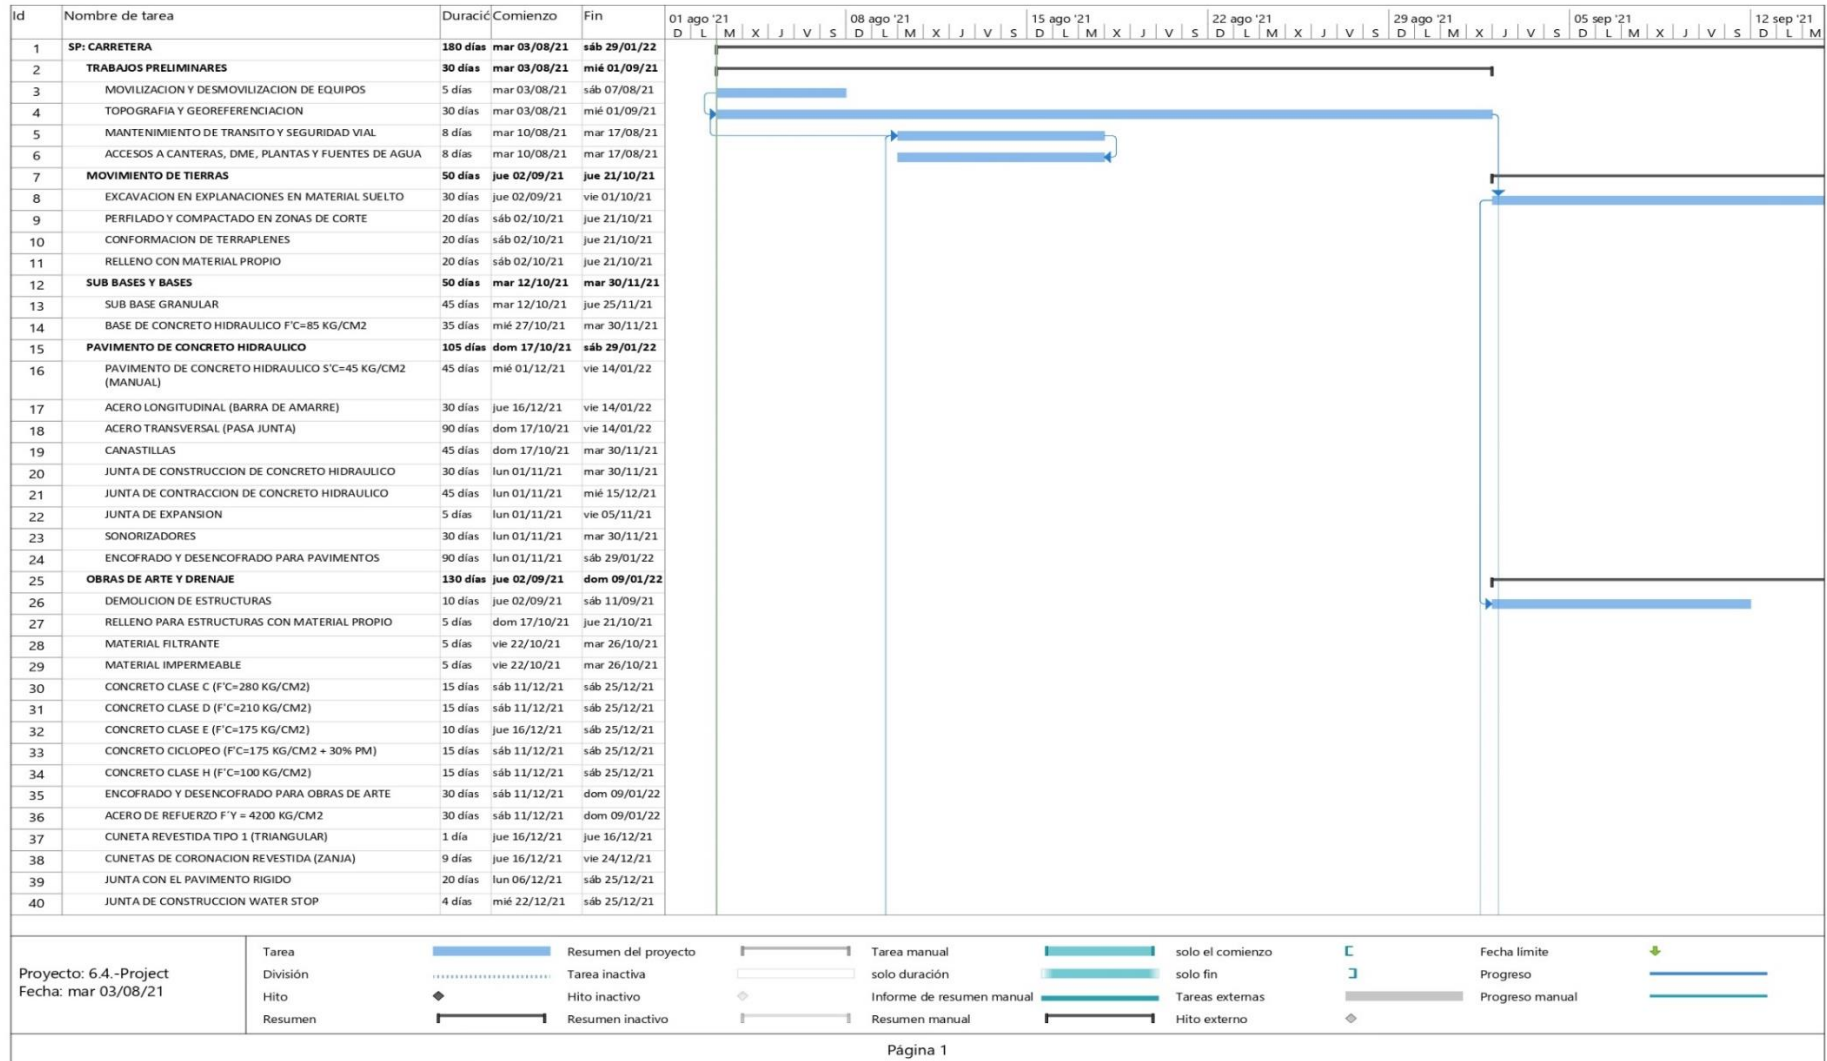 Id Nombre de tarea Duració Comienzo Fin 01 ago '21 08 ago '21 15 ago '21 22 ago '21 29 ago '21 05 sep '21 12 sep '21
D L M X J V S D L M X J V S D L M X J V S D L M X J V S D L M X J V S D L M X J V S D L M
1 SP: CARRETERA 180 días mar 03/08/21 sáb 29/01/22
2 TRABAJOS PRELIMINARES 30 días mar 03/08/21 mié 01/09/21
3 MOVILIZACION Y DESMOVILIZACION DE EQUIPOS 5 días mar 03/08/21 sáb 07/08/21
4 TOPOGRAFIA Y GEOREFERENCIACION 30 días mar 03/08/21 mié 01/09/21
5 MANTENIMIENTO DE TRANSITO Y SEGURIDAD VIAL 8 días mar 10/08/21 mar 17/08/21
6 ACCESOS A CANTERAS, DME, PLANTAS Y FUENTES DE AGUA 8 días mar 10/08/21 mar 17/08/21
7 MOVIMIENTO DE TIERRAS 50 días jue 02/09/21 jue 21/10/21
8 EXCAVACION EN EXPLANACIONES EN MATERIAL SUELTO 30 días jue 02/09/21 vie 01/10/21
9 PERFILADO Y COMPACTADO EN ZONAS DE CORTE 20 días sáb 02/10/21 jue 21/10/21
10 CONFORMACION DE TERRAPLENES 20 días sáb 02/10/21 jue 21/10/21
11 RELLENO CON MATERIAL PROPIO 20 días sáb 02/10/21 jue 21/10/21
12 SUB BASES Y BASES 50 días mar 12/10/21 mar 30/11/21
13 SUB BASE GRANULAR 45 días mar 12/10/21 jue 25/11/21
14 BASE DE CONCRETO HIDRAULICO F'C=85 KG/CM2 35 días mié 27/10/21 mar 30/11/21
15 PAVIMENTO DE CONCRETO HIDRAULICO 105 días dom 17/10/21 sáb 29/01/22
16 PAVIMENTO DE CONCRETO HIDRAULICO S'C=45 KG/CM2 45 días mié 01/12/21 vie 14/01/22
(MANUAL)
17 ACERO LONGITUDINAL (BARRA DE AMARRE) 30 días jue 16/12/21 vie 14/01/22
18 ACERO TRANSVERSAL (PASA JUNTA) 90 días dom 17/10/21 vie 14/01/22
19 CANASTILLAS 45 días dom 17/10/21 mar 30/11/21
20 JUNTA DE CONSTRUCCION DE CONCRETO HIDRAULICO 30 días lun 01/11/21 mar 30/11/21
21 JUNTA DE CONTRACCION DE CONCRETO HIDRAULICO 45 días lun 01/11/21 mié 15/12/21
22 JUNTA DE EXPANSION 5 días lun 01/11/21 vie 05/11/21
23 SONORIZADORES 30 días lun 01/11/21 mar 30/11/21
24 ENCOFRADO Y DESENCOFRADO PARA PAVIMENTOS 90 días lun 01/11/21 sáb 29/01/22
25 OBRAS DE ARTE Y DRENAJE 130 días jue 02/09/21 dom 09/01/22
26 DEMOLICION DE ESTRUCTURAS 10 días jue 02/09/21 sáb 11/09/21
27 RELLENO PARA ESTRUCTURAS CON MATERIAL PROPIO 5 días dom 17/10/21 jue 21/10/21
28 MATERIAL FILTRANTE 5 días vie 22/10/21 mar 26/10/21
29 MATERIAL IMPERMEABLE 5 días vie 22/10/21 mar 26/10/21
30 CONCRETO CLASE C (F'C=280 KG/CM2) 15 días sáb 11/12/21 sáb 25/12/21
31 CONCRETO CLASE D (F'C=210 KG/CM2) 15 días sáb 11/12/21 sáb 25/12/21
32 CONCRETO CLASE E (F'C=175 KG/CM2) 10 días jue 16/12/21 sáb 25/12/21
33 CONCRETO CICLOPEO (F'C=175 KG/CM2 + 30% PM) 15 días sáb 11/12/21 sáb 25/12/21
34 CONCRETO CLASE H (F'C=100 KG/CM2) 15 días sáb 11/12/21 sáb 25/12/21
35 ENCOFRADO Y DESENCOFRADO PARA OBRAS DE ARTE 30 días sáb 11/12/21 dom 09/01/22
36 ACERO DE REFUERZO F´Y = 4200 KG/CM2 30 días sáb 11/12/21 dom 09/01/22
37 CUNETA REVESTIDA TIPO 1 (TRIANGULAR) 1 día jue 16/12/21 jue 16/12/21
38 CUNETAS DE CORONACION REVESTIDA (ZANJA) 9 días jue 16/12/21 vie 24/12/21
39 JUNTA CON EL PAVIMENTO RIGIDO 20 días lun 06/12/21 sáb 25/12/21
40 JUNTA DE CONSTRUCCION WATER STOP 4 días mié 22/12/21 sáb 25/12/21
Proyecto: 6.4.-Project
Fecha: mar 03/08/21
Tarea Resumen del proyecto Tarea manual solo el comienzo Fecha límite
División Tarea inactiva solo duración solo fin Progreso
Hito Hito inactivo Informe de resumen manual Tareas externas Progreso manual
Resumen Resumen inactivo Resumen manual Hito externo
Página 1